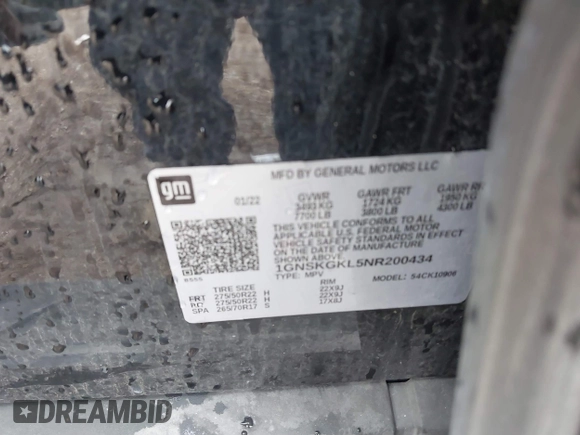 gm
MFD BY GENERAL MOTORS LLC
01/22
GVWR GAWR FRT GAWR RR
3493 KG 1724 KG 1950 KG
7700 LB 3800 LB 4300 LB
THIS VEHICLE CONFORMS TO ALL APPLICABLE
U.S. FEDERAL MOTOR
VEHICLE SAFETY STANDARDS IN EFFECT ON THE
DATE OF MANUFACTURE
SHOWN ABOVE.
1GNSKGKL5NR200434
TYPE: MPV MODEL: 54CK10906
TIRE SIZE RIM
FRT 275/50R22 H 22X9J
275/50R22 H 22X9J
SPA 265/70R17 S 17X8J
DREAMBID